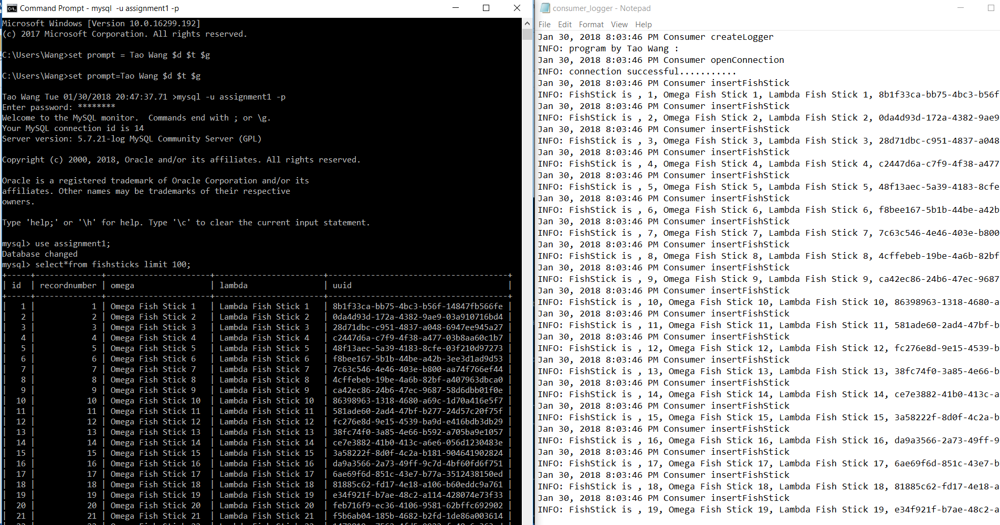 Command Prompt - mysql  -u assignment1 -p
Microsoft Windows [Version 10.0.16299.192]
(c) 2017 Microsoft Corporation. All rights reserved.
C:\Users\Wang>set prompt = Tao Wang $d $t $g
C:\Users\Wang>set prompt=Tao Wang $d $t $g
Tao Wang Tue 01/30/2018 20:47:37.71 >mysql -u assignment1 -p
Enter password: ********
Welcome to the MySQL monitor.  Commands end with ; or \g.
Your MySQL connection id is 14
Server version: 5.7.21-log MySQL Community Server (GPL)
Copyright (c) 2000, 2018, Oracle and/or its affiliates. All rights reserved.
Oracle is a registered trademark of Oracle Corporation and/or its
affiliates. Other names may be trademarks of their respective
owners.
Type 'help;' or '\h' for help. Type '\c' to clear the current input statement.
mysql> use assignment1;
Database changed
mysql> select*from fishsticks limit 100;
+-----+--------------+---------------------+----------------------+--------------------------------------+
| id  | recordnumber | omega               | lambda               | uuid                                 |
+-----+--------------+---------------------+----------------------+--------------------------------------+
|   1 |            1 | Omega Fish Stick 1  | Lambda Fish Stick 1  | 8b1f33ca-bb75-4bc3-b56f-14847fb566fe |
|   2 |            2 | Omega Fish Stick 2  | Lambda Fish Stick 2  | 0da4d93d-172a-4382-9ae9-03a910716bd4 |
|   3 |            3 | Omega Fish Stick 3  | Lambda Fish Stick 3  | 28d71dbc-c951-4837-a048-6947ee945a27 |
|   4 |            4 | Omega Fish Stick 4  | Lambda Fish Stick 4  | c2447d6a-c7f9-4f38-a477-03b8aa60c1b7 |
|   5 |            5 | Omega Fish Stick 5  | Lambda Fish Stick 5  | 48f13aec-5a39-4183-8cfe-03f210d97273 |
|   6 |            6 | Omega Fish Stick 6  | Lambda Fish Stick 6  | f8bee167-5b1b-44be-a42b-3ee3d1ad9d53 |
|   7 |            7 | Omega Fish Stick 7  | Lambda Fish Stick 7  | 7c63c546-4e46-403e-b800-aa74f766ef44 |
|   8 |            8 | Omega Fish Stick 8  | Lambda Fish Stick 8  | 4cffebeb-19be-4a6b-82bf-a407963dbca0 |
|   9 |            9 | Omega Fish Stick 9  | Lambda Fish Stick 9  | ca42ec86-24b6-47ec-9687-58d6dbb01f0e |
|  10 |           10 | Omega Fish Stick 10 | Lambda Fish Stick 10 | 86398963-1318-4680-a69c-1d70a416e5f7 |
|  11 |           11 | Omega Fish Stick 11 | Lambda Fish Stick 11 | 581ade60-2ad4-47bf-b277-24d57c20f75f |
|  12 |           12 | Omega Fish Stick 12 | Lambda Fish Stick 12 | fc276e8d-9e15-4539-ba9d-e416bdb3db29 |
|  13 |           13 | Omega Fish Stick 13 | Lambda Fish Stick 13 | 38fc74f0-3a85-4e66-b592-a705ba9e1057 |
|  14 |           14 | Omega Fish Stick 14 | Lambda Fish Stick 14 | ce7e3882-41b0-413c-a6e6-056d1230483e |
|  15 |           15 | Omega Fish Stick 15 | Lambda Fish Stick 15 | 3a58222f-8d0f-4c2a-b181-904641902824 |
|  16 |           16 | Omega Fish Stick 16 | Lambda Fish Stick 16 | da9a3566-2a73-49ff-9c7d-4bf60fd6f751 |
|  17 |           17 | Omega Fish Stick 17 | Lambda Fish Stick 17 | 6ae69f6d-851c-43e7-b77a-3512438150ed |
|  18 |           18 | Omega Fish Stick 18 | Lambda Fish Stick 18 | 81885c62-fd17-4e18-a106-b60eddc9a761 |
|  19 |           19 | Omega Fish Stick 19 | Lambda Fish Stick 19 | e34f921f-b7ae-48c2-a114-428074e73f33 |
|  20 |           20 | Omega Fish Stick 20 | Lambda Fish Stick 20 | feb716f9-ec36-4106-9581-62bffc692902 |
|  21 |           21 | Omega Fish Stick 21 | Lambda Fish Stick 21 | f5b6ab04-185b-4682-b2fd-1de86a003614 |
consumer_logger - Notepad
File Edit Format View Help
Jan 30, 2018 8:03:46 PM Consumer createLogger
INFO: program by Tao Wang :
Jan 30, 2018 8:03:46 PM Consumer openConnection
INFO: connection successful...........
Jan 30, 2018 8:03:46 PM Consumer insertFishStick
INFO: FishStick is , 1, Omega Fish Stick 1, Lambda Fish Stick 1, 8b1f33ca-bb75-4bc3-b56f
Jan 30, 2018 8:03:46 PM Consumer insertFishStick
INFO: FishStick is , 2, Omega Fish Stick 2, Lambda Fish Stick 2, 0da4d93d-172a-4382-9ae9
Jan 30, 2018 8:03:46 PM Consumer insertFishStick
INFO: FishStick is , 3, Omega Fish Stick 3, Lambda Fish Stick 3, 28d71dbc-c951-4837-a048
Jan 30, 2018 8:03:46 PM Consumer insertFishStick
INFO: FishStick is , 4, Omega Fish Stick 4, Lambda Fish Stick 4, c2447d6a-c7f9-4f38-a477
Jan 30, 2018 8:03:46 PM Consumer insertFishStick
INFO: FishStick is , 5, Omega Fish Stick 5, Lambda Fish Stick 5, 48f13aec-5a39-4183-8cfe
Jan 30, 2018 8:03:46 PM Consumer insertFishStick
INFO: FishStick is , 6, Omega Fish Stick 6, Lambda Fish Stick 6, f8bee167-5b1b-44be-a42b
Jan 30, 2018 8:03:46 PM Consumer insertFishStick
INFO: FishStick is , 7, Omega Fish Stick 7, Lambda Fish Stick 7, 7c63c546-4e46-403e-b800
Jan 30, 2018 8:03:46 PM Consumer insertFishStick
INFO: FishStick is , 8, Omega Fish Stick 8, Lambda Fish Stick 8, 4cffebeb-19be-4a6b-82bf
Jan 30, 2018 8:03:46 PM Consumer insertFishStick
INFO: FishStick is , 9, Omega Fish Stick 9, Lambda Fish Stick 9, ca42ec86-24b6-47ec-9687
Jan 30, 2018 8:03:46 PM Consumer insertFishStick
INFO: FishStick is , 10, Omega Fish Stick 10, Lambda Fish Stick 10, 86398963-1318-4680-a
Jan 30, 2018 8:03:46 PM Consumer insertFishStick
INFO: FishStick is , 11, Omega Fish Stick 11, Lambda Fish Stick 11, 581ade60-2ad4-47bf-b
Jan 30, 2018 8:03:46 PM Consumer insertFishStick
INFO: FishStick is , 12, Omega Fish Stick 12, Lambda Fish Stick 12, fc276e8d-9e15-4539-b
Jan 30, 2018 8:03:46 PM Consumer insertFishStick
INFO: FishStick is , 13, Omega Fish Stick 13, Lambda Fish Stick 13, 38fc74f0-3a85-4e66-b
Jan 30, 2018 8:03:46 PM Consumer insertFishStick
INFO: FishStick is , 14, Omega Fish Stick 14, Lambda Fish Stick 14, ce7e3882-41b0-413c-a
Jan 30, 2018 8:03:46 PM Consumer insertFishStick
INFO: FishStick is , 15, Omega Fish Stick 15, Lambda Fish Stick 15, 3a58222f-8d0f-4c2a-b
Jan 30, 2018 8:03:46 PM Consumer insertFishStick
INFO: FishStick is , 16, Omega Fish Stick 16, Lambda Fish Stick 16, da9a3566-2a73-49ff-9
Jan 30, 2018 8:03:46 PM Consumer insertFishStick
INFO: FishStick is , 17, Omega Fish Stick 17, Lambda Fish Stick 17, 6ae69f6d-851c-43e7-b
Jan 30, 2018 8:03:46 PM Consumer insertFishStick
INFO: FishStick is , 18, Omega Fish Stick 18, Lambda Fish Stick 18, 81885c62-fd17-4e18-a
Jan 30, 2018 8:03:46 PM Consumer insertFishStick
INFO: FishStick is , 19, Omega Fish Stick 19, Lambda Fish Stick 19, e34f921f-b7ae-48c2-a